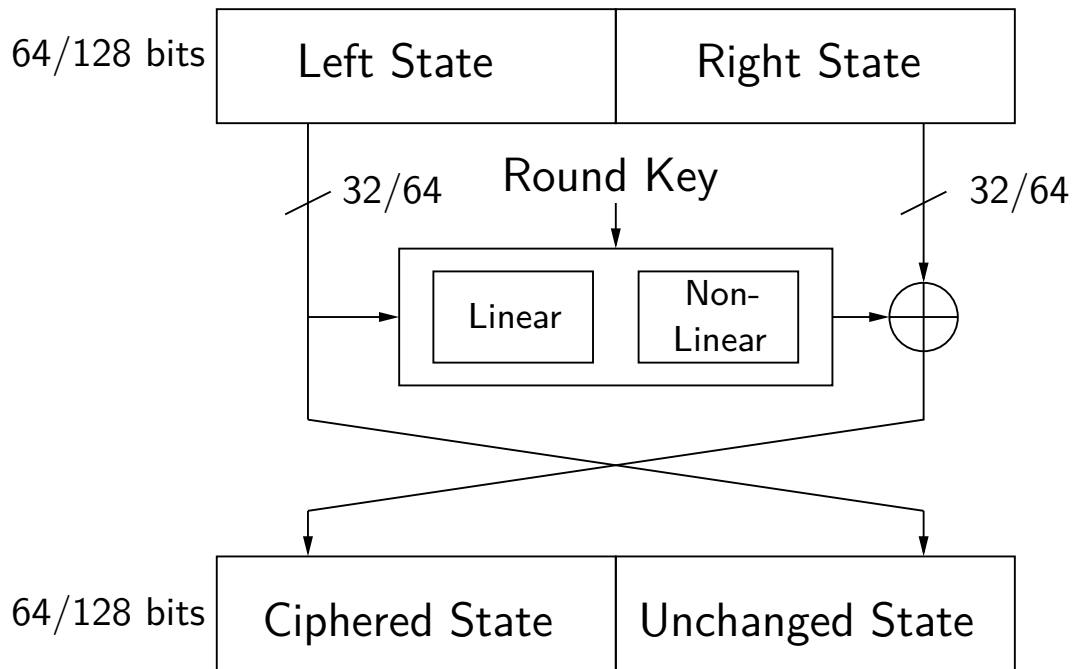 64/128 bits
Left State
Right State
Round Key
32/64
32/64
Linear
Non-
Linear
64/128 bits
Ciphered State
Unchanged State